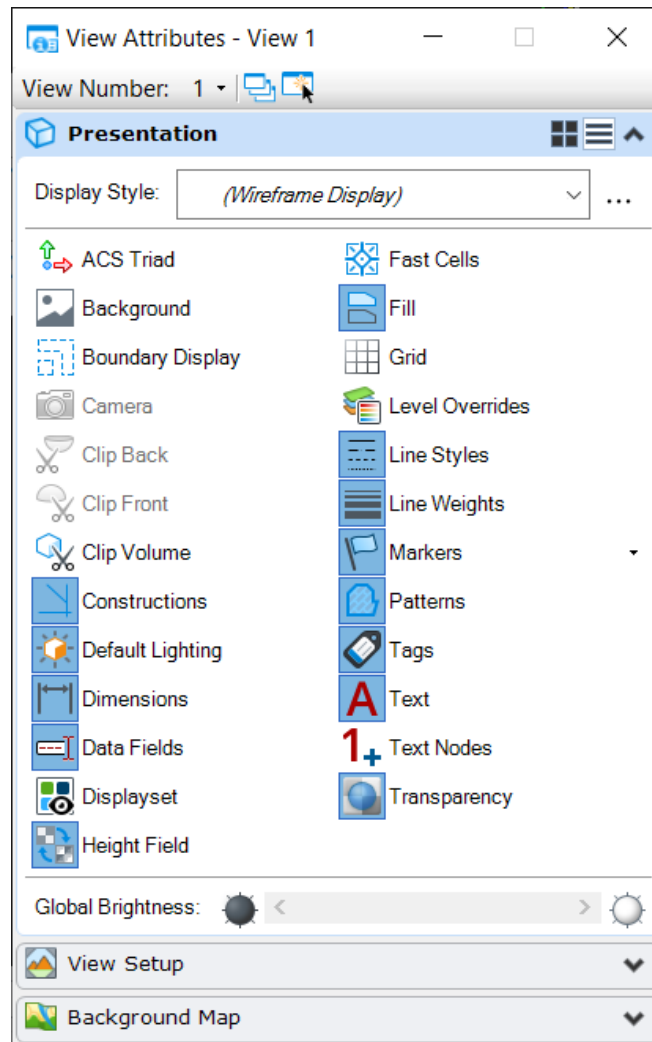 View Attributes - View 1
View Number: 1
Presentation
Display Style: (Wireframe Display) ...
ACS Triad
Background
Boundary Display
Camera
Clip Back
Clip Front
Clip Volume
Constructions
Default Lighting
Dimensions
Data Fields
Displayset
Height Field
Fast Cells
Fill
Grid
Level Overrides
Line Styles
Line Weights
Markers
Patterns
Tags
Text
Text Nodes
Transparency
Global Brightness:
View Setup
Background Map